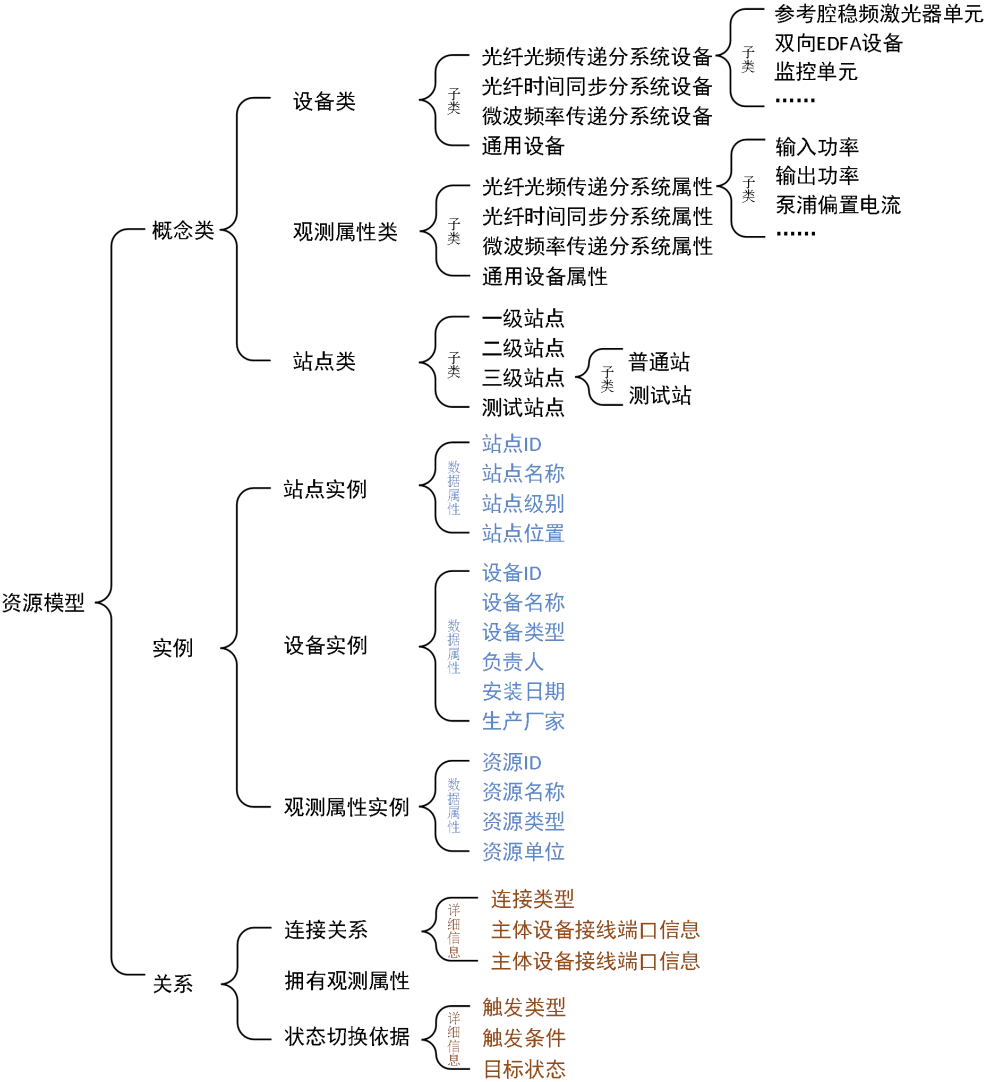 资源模型
概念类
设备类
子类
光纤光频传递分系统设备
子类
参考腔稳频激光器单元
双向EDFA设备
监控单元
......
光纤时间同步分系统设备
微波频率传递分系统设备
通用设备
观测属性类
子类
光纤光频传递分系统属性
子类
输入功率
输出功率
泵浦偏置电流
......
光纤时间同步分系统属性
微波频率传递分系统属性
通用设备属性
站点类
子类
一级站点
二级站点
三级站点
子类
普通站
测试站
测试站点
实例
站点实例
数据属性
站点ID
站点名称
站点级别
站点位置
设备实例
数据属性
设备ID
设备名称
设备类型
负责人
安装日期
生产厂家
观测属性实例
数据属性
资源ID
资源名称
资源类型
资源单位
关系
连接关系
详细信息
连接类型
主体设备接线端口信息
主体设备接线端口信息
拥有观测属性
状态切换依据
详细信息
触发类型
触发条件
目标状态